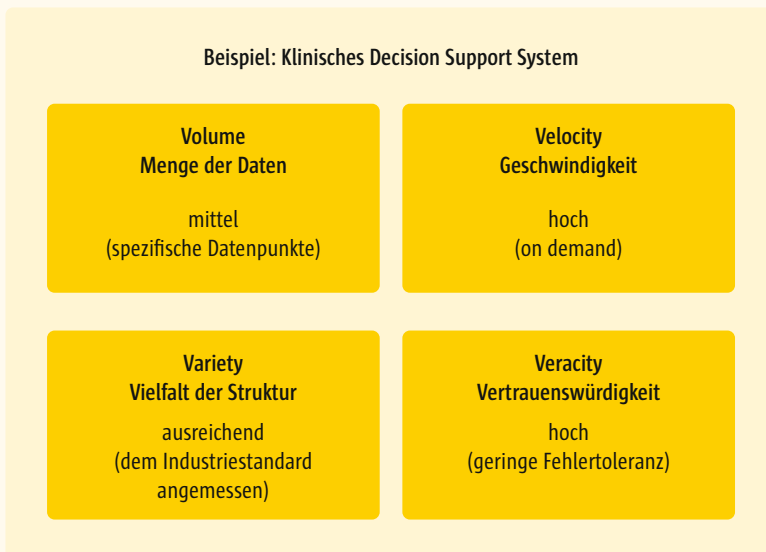 Beispiel: Klinisches Decision Support System
Volume
Menge der Daten
mittel
(spezifische Datenpunkte)
Velocity
Geschwindigkeit
hoch
(on demand)
Variety
Vielfalt der Struktur
ausreichend
(dem Industriestandard
angemessen)
Veracity
Vertrauenswürdigkeit
hoch
(geringe Fehlertoleranz)